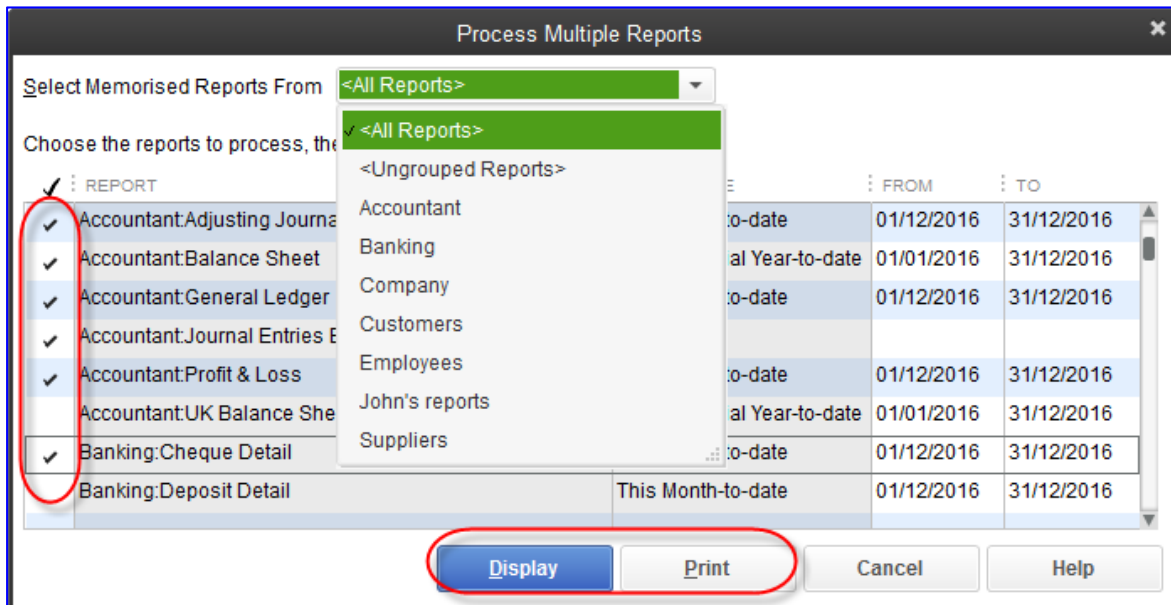 Process Multiple Reports
Select Memorised Reports From <All Reports>
<All Reports>
Choose the reports to process, the
<Ungrouped Reports>
REPORT E FROM TO
Accountant
Accountant:Adjusting Journa to-date 01/12/2016 31/12/2016
Banking
Accountant:Balance Sheet al Year-to-date 01/01/2016 31/12/2016
Company
Accountant:General Ledger to-date 01/12/2016 31/12/2016
Customers
Accountant:Journal Entries E
Employees
Accountant:Profit & Loss to-date 01/12/2016 31/12/2016
John's reports
Accountant:UK Balance She al Year-to-date 01/01/2016 31/12/2016
Suppliers
Banking:Cheque Detail to-date 01/12/2016 31/12/2016
Banking:Deposit Detail This Month-to-date 01/12/2016 31/12/2016
Display Print Cancel Help